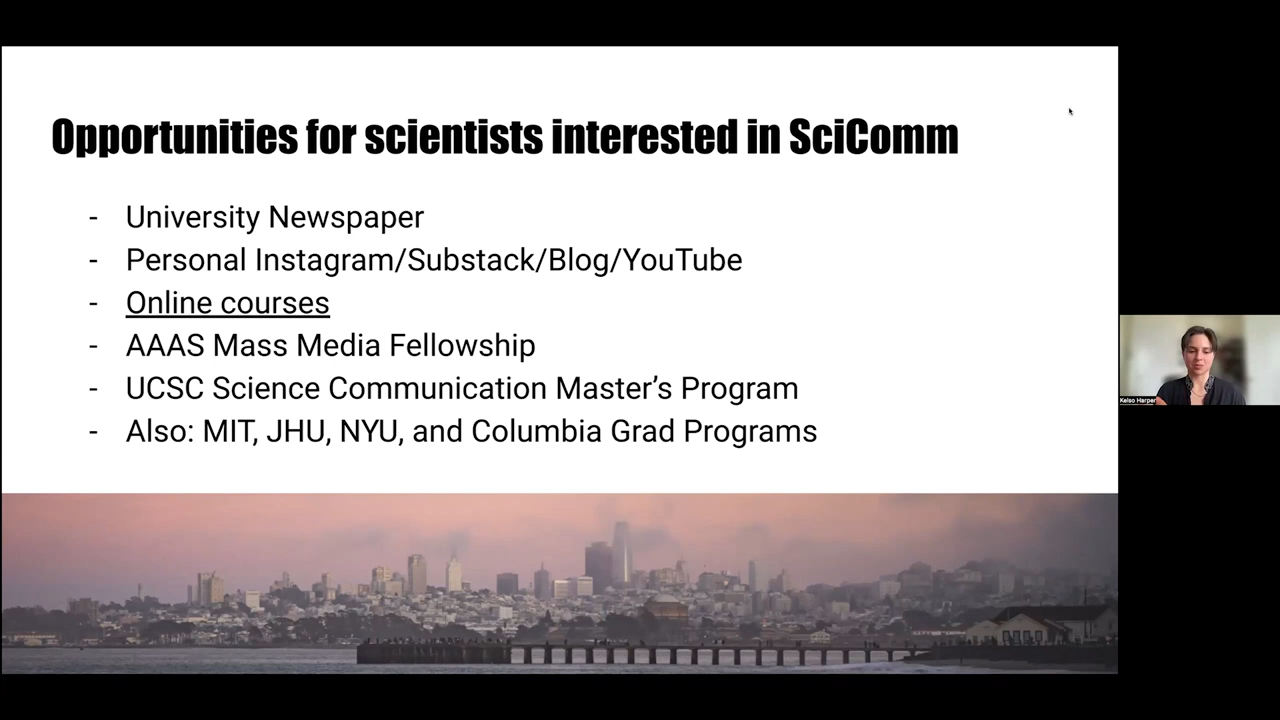 Opportunities for scientists interested in SciComm
- University Newspaper
- Personal Instagram/Substack/Blog/YouTube
- Online courses
- AAAS Mass Media Fellowship
- UCSC Science Communication Master’s Program
- Also: MIT, JHU, NYU, and Columbia Grad Programs
Kelso Harper